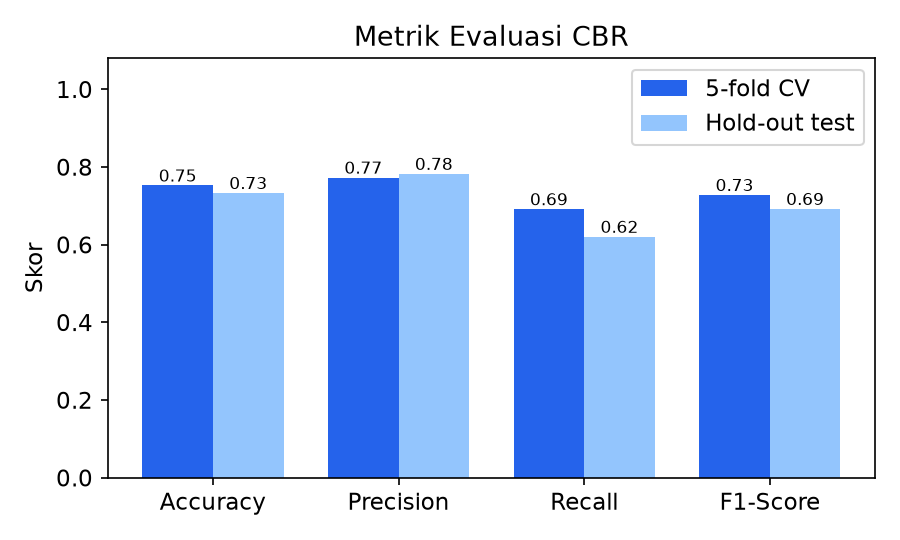 Metrik Evaluasi CBR
5-fold CV
Hold-out test
Skor
1.0
0.8
0.6
0.4
0.2
0.0
0.75
0.73
0.77
0.78
0.69
0.62
0.73
0.69
Accuracy
Precision
Recall
F1-Score